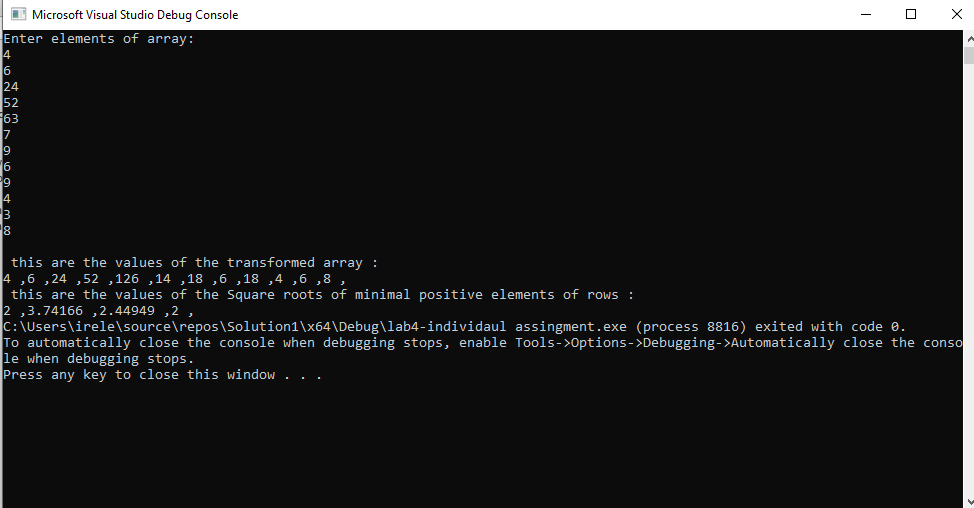 Microsoft Visual Studio Debug Console
Enter elements of array:
4
6
24
52
63
7
9
6
9
4
3
8
this are the values of the transformed array :
4 ,6 ,24 ,52 ,126 ,14 ,18 ,6 ,18 ,4 ,6 ,8 ,
this are the values of the Square roots of minimal positive elements of rows :
2 ,3.74166 ,2.44949 ,2 ,
C:\Users\irele\source\repos\Solution1\x64\Debug\lab4-individaul assingment.exe (process 8816) exited with code 0.
To automatically close the console when debugging stops, enable Tools->Options->Debugging->Automatically close the conso
le when debugging stops.
Press any key to close this window . . .